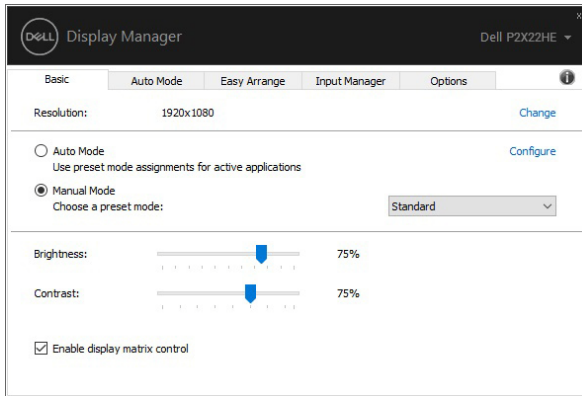 DELL Display Manager Dell P2X22HE
Basic Auto Mode Easy Arrange Input Manager Options
Resolution: 1920x1080 Change
Auto Mode Configure
Use preset mode assignments for active applications
Manual Mode
Choose a preset mode: Standard
Brightness: 75%
Contrast: 75%
Enable display matrix control